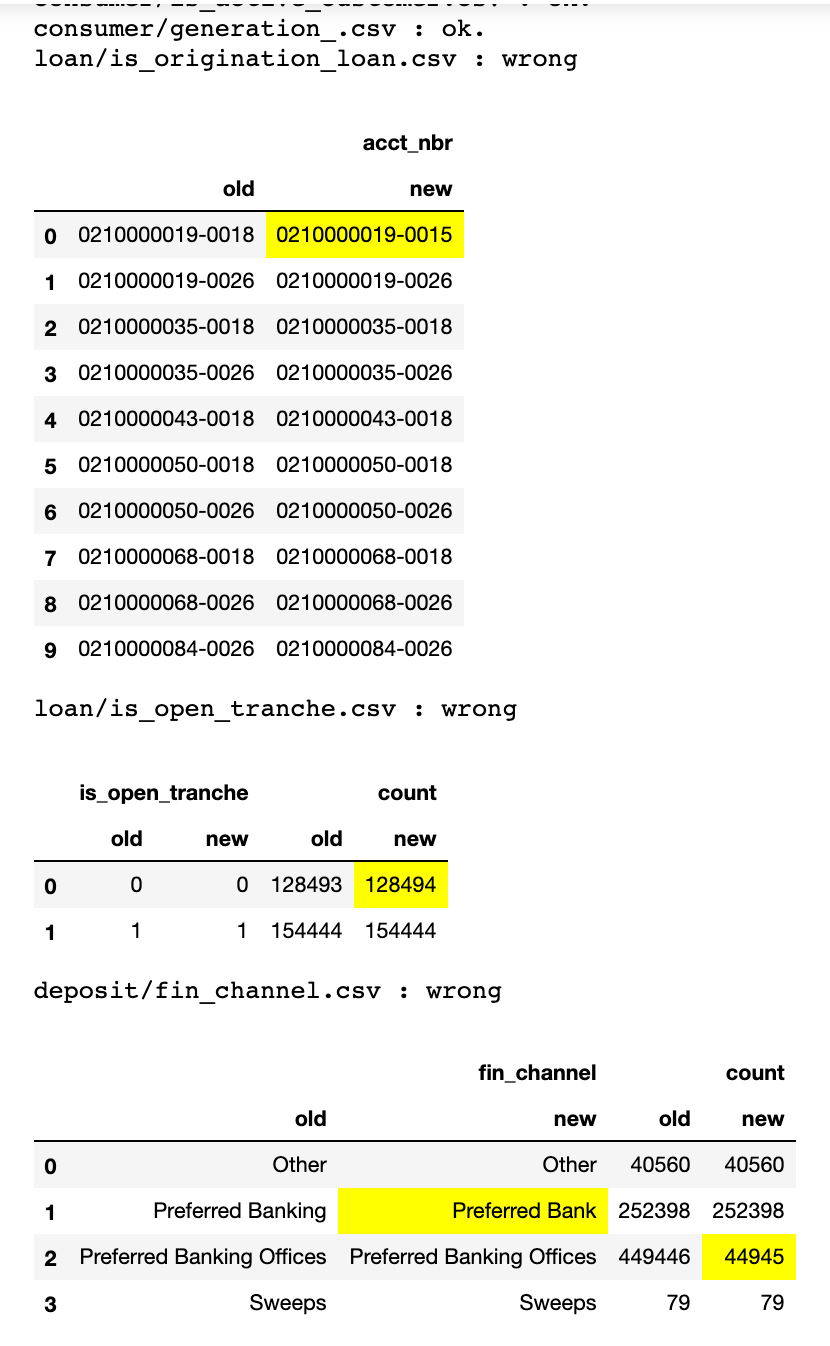 consumer/generation_.csv : ok.
loan/is_origination_loan.csv : wrong
acct_nbr
old new
0 0210000019-0018 0210000019-0015
1 0210000019-0026 0210000019-0026
2 0210000035-0018 0210000035-0018
3 0210000035-0026 0210000035-0026
4 0210000043-0018 0210000043-0018
5 0210000050-0018 0210000050-0018
6 0210000050-0026 0210000050-0026
7 0210000068-0018 0210000068-0018
8 0210000068-0026 0210000068-0026
9 0210000084-0026 0210000084-0026
loan/is_open_tranche.csv : wrong
is_open_tranche count
old new old new
0 0 0 128493 128494
1 1 1 154444 154444
deposit/fin_channel.csv : wrong
fin_channel count
old new old new
0 Other Other 40560 40560
1 Preferred Banking Preferred Bank 252398 252398
2 Preferred Banking Offices Preferred Banking Offices 449446 44945
3 Sweeps Sweeps 79 79